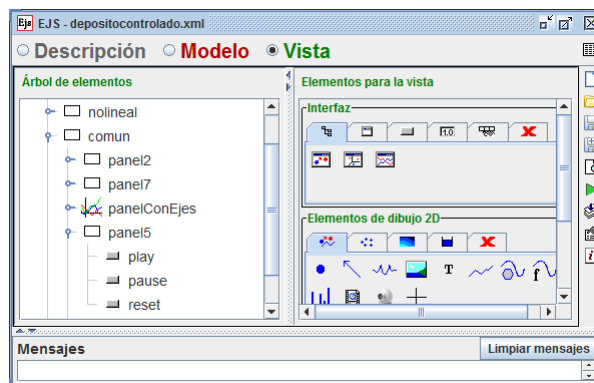 Ejs EJS - depositocontrolado.xml
Descripción Modelo Vista
Árbol de elementos
nolineal
comun
panel2
panel7
panelConEjes
panel5
play
pause
reset
Elementos para la vista
Interfaz
1.0
Elementos de dibujo 2D
T
f
Mensajes
Limpiar mensajes